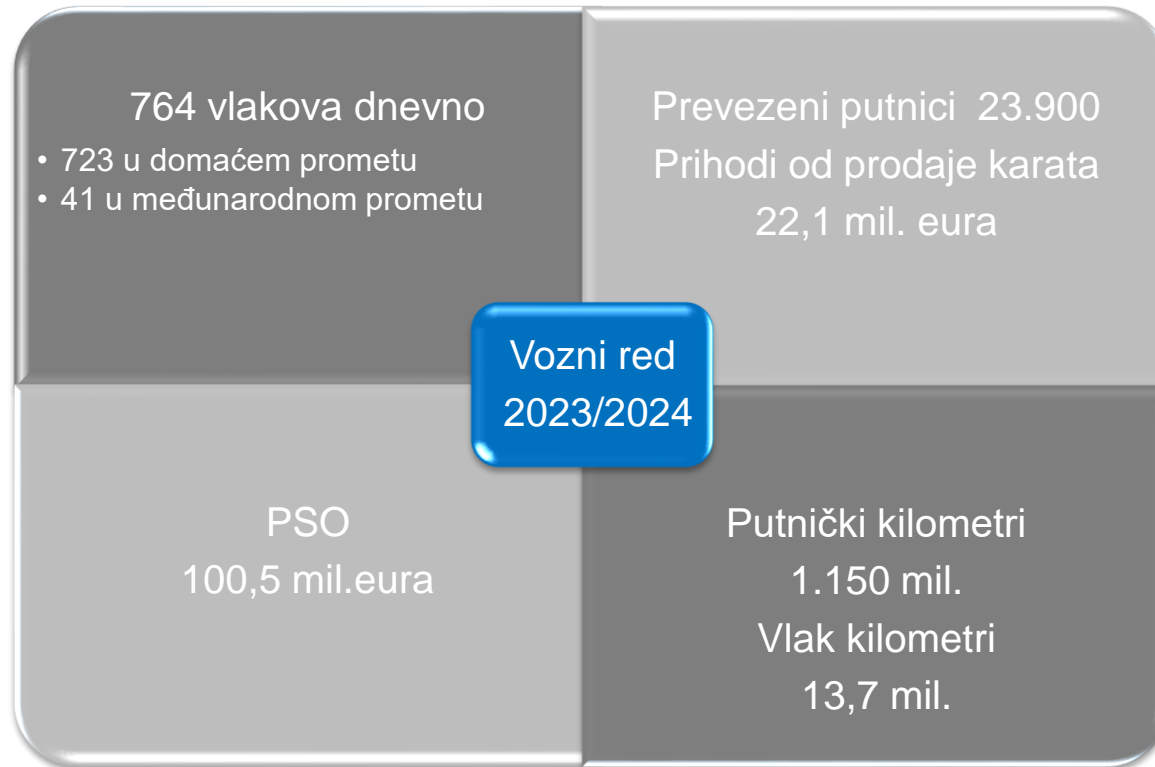 764 vlakova dnevno
• 723 u domaćem prometu
• 41 u međunarodnom prometu
Prevezeni putnici 23.900
Prihodi od prodaje karata
22,1 mil. eura
Vozni red
2023/2024
PSO
100,5 mil.eura
Putnički kilometri
1.150 mil.
Vlak kilometri
13,7 mil.